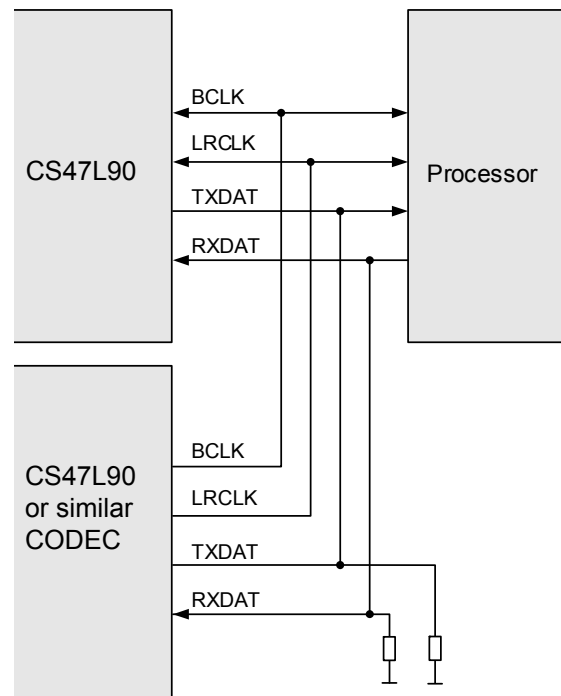 CS47L90
BCLK
LRCLK
TXDAT
RXDAT
Processor
CS47L90
or similar
CODEC
BCLK
LRCLK
TXDAT
RXDAT